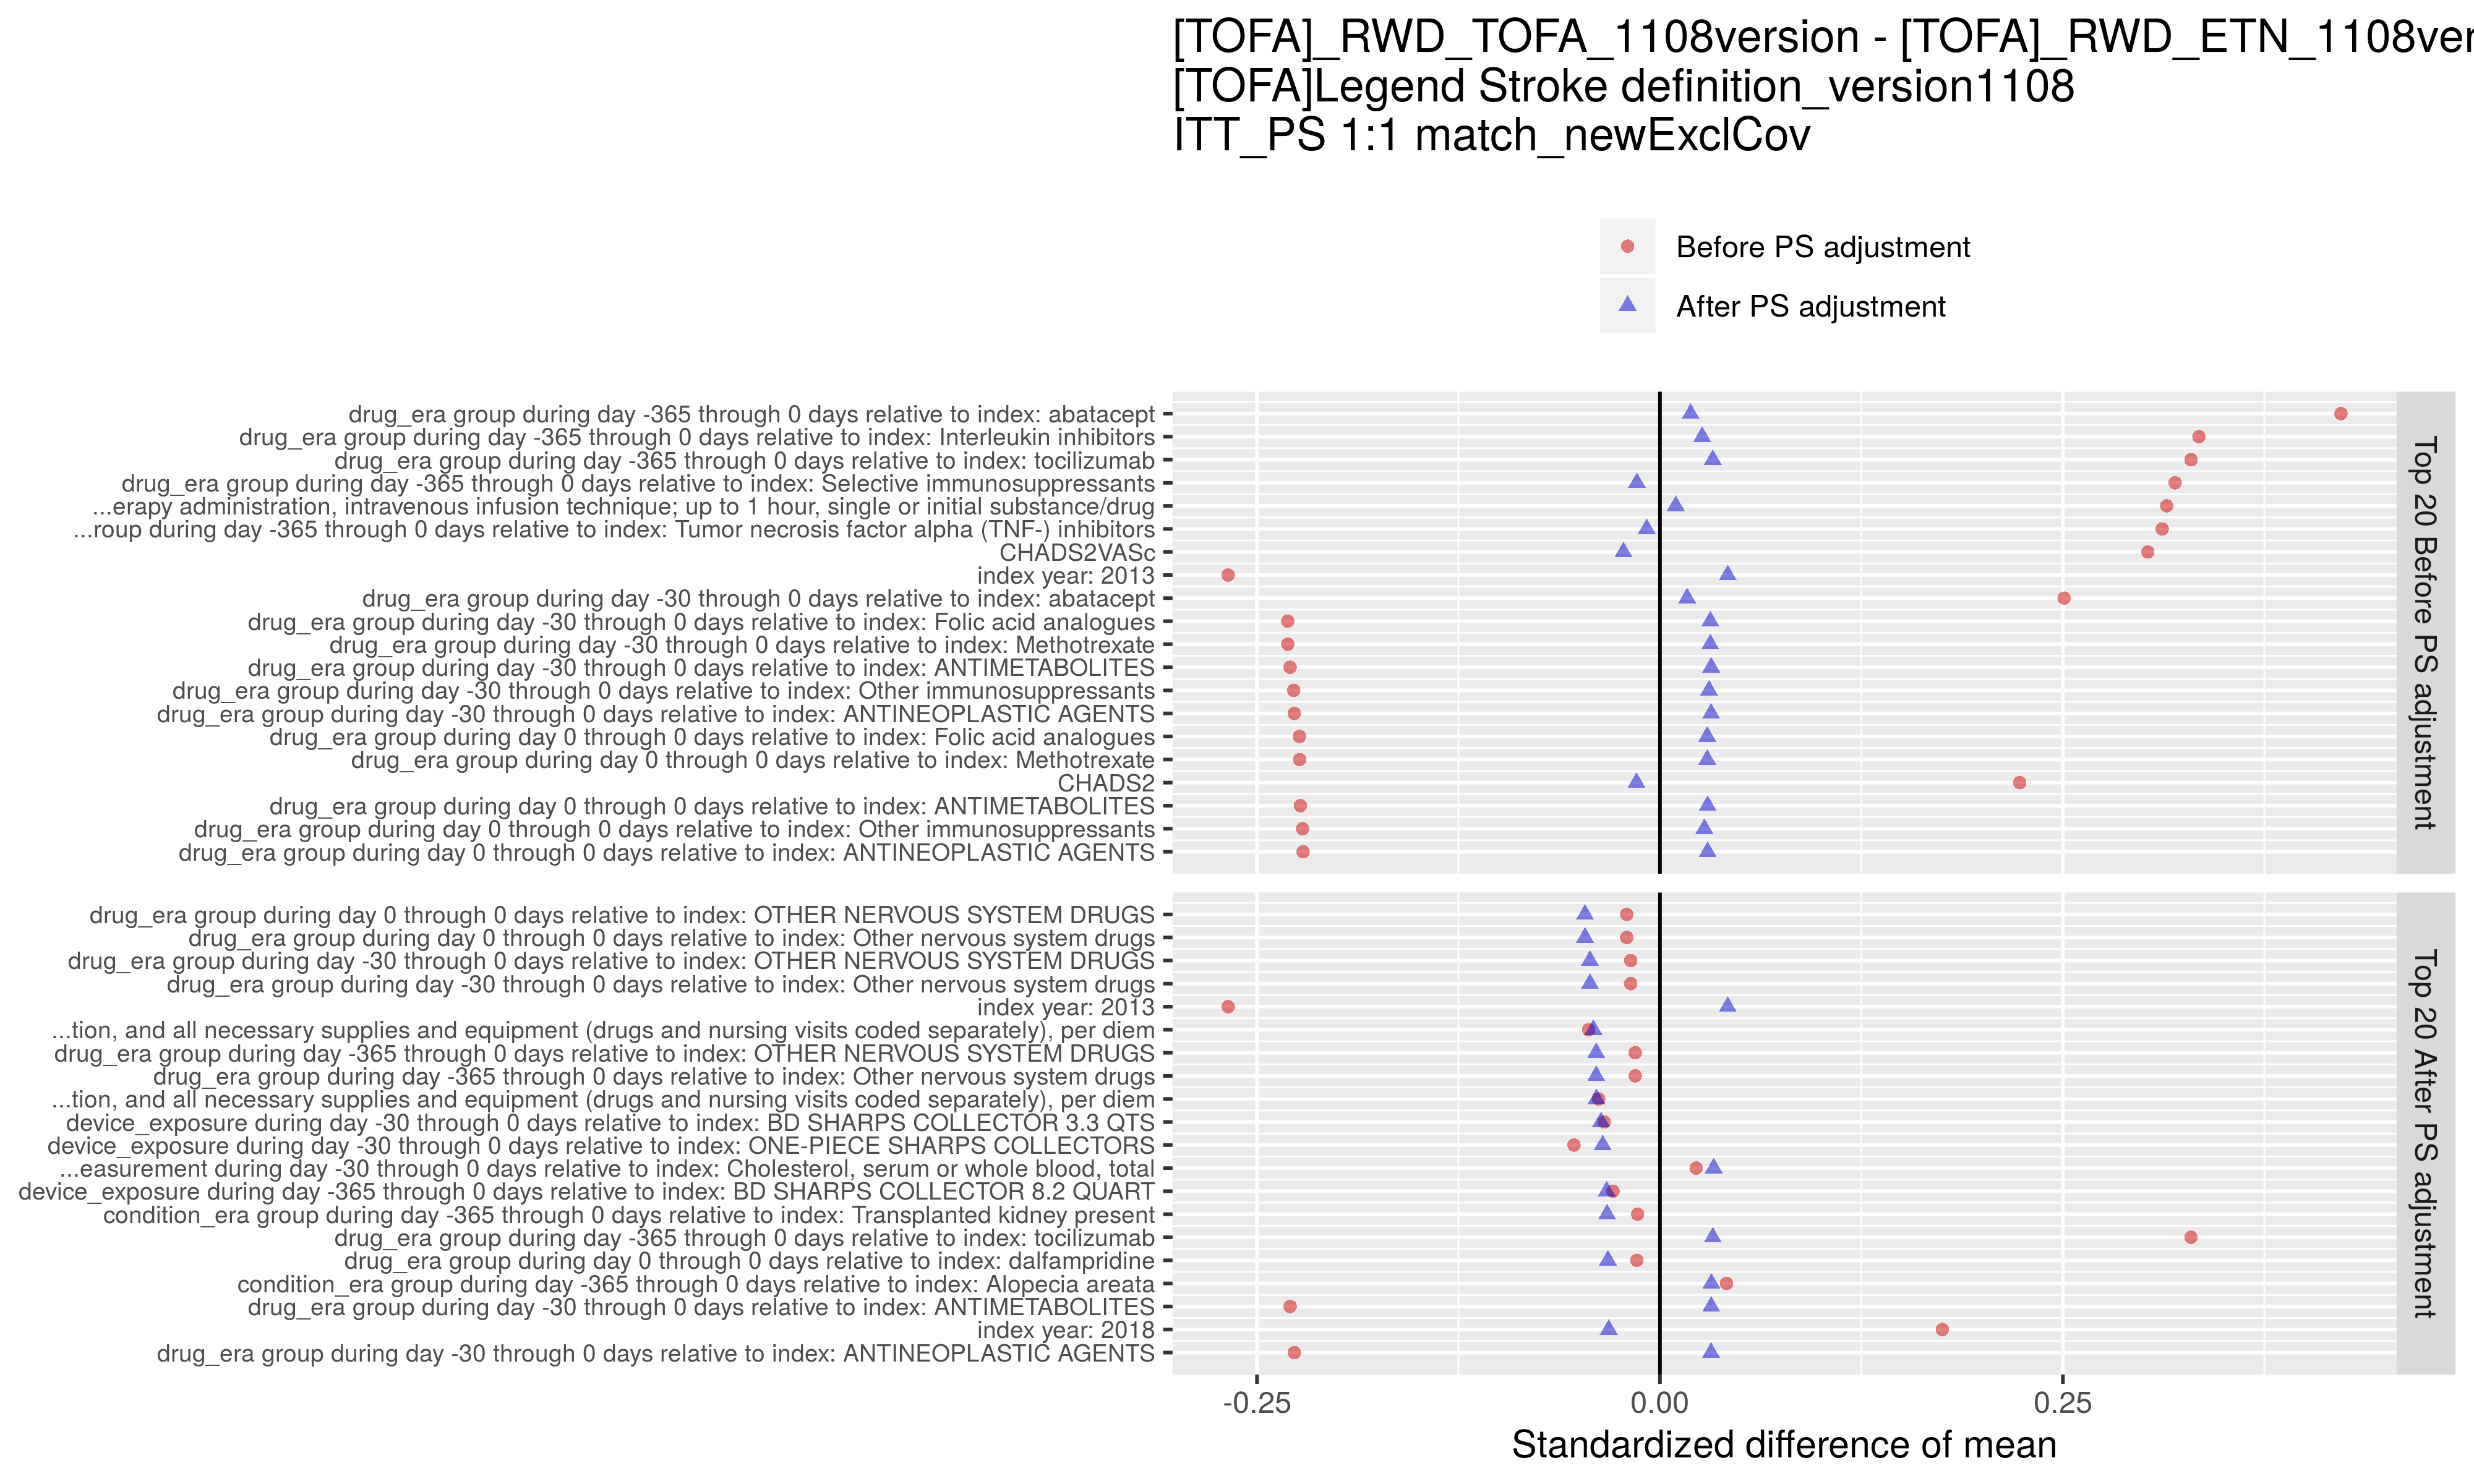 [TOFA]_RWD_TOFA_1108version - [TOFA]_RWD_ETN_1108ver
[TOFA]Legend Stroke definition_version1108
ITT_PS 1:1 match_newExclCov
Before PS adjustment
After PS adjustment
drug_era group during day -365 through 0 days relative to index: abatacept
drug_era group during day -365 through 0 days relative to index: Interleukin inhibitors
drug_era group during day -365 through 0 days relative to index: tocilizumab
drug_era group during day -365 through 0 days relative to index: Selective immunosuppressants
...erapy administration, intravenous infusion technique; up to 1 hour, single or initial substance/drug
...roup during day -365 through 0 days relative to index: Tumor necrosis factor alpha (TNF-) inhibitors
CHADS2VASc
index year: 2013
drug_era group during day -30 through 0 days relative to index: abatacept
drug_era group during day -30 through 0 days relative to index: Folic acid analogues
drug_era group during day -30 through 0 days relative to index: Methotrexate
drug_era group during day -30 through 0 days relative to index: ANTIMETABOLITES
drug_era group during day -30 through 0 days relative to index: Other immunosuppressants
drug_era group during day -30 through 0 days relative to index: ANTINEOPLASTIC AGENTS
drug_era group during day 0 through 0 days relative to index: Folic acid analogues
drug_era group during day 0 through 0 days relative to index: Methotrexate
CHADS2
drug_era group during day 0 through 0 days relative to index: ANTIMETABOLITES
drug_era group during day 0 through 0 days relative to index: Other immunosuppressants
drug_era group during day 0 through 0 days relative to index: ANTINEOPLASTIC AGENTS
Top 20 Before PS adjustment
drug_era group during day 0 through 0 days relative to index: OTHER NERVOUS SYSTEM DRUGS
drug_era group during day 0 through 0 days relative to index: Other nervous system drugs
drug_era group during day -30 through 0 days relative to index: OTHER NERVOUS SYSTEM DRUGS
drug_era group during day -30 through 0 days relative to index: Other nervous system drugs
index year: 2013
...tion, and all necessary supplies and equipment (drugs and nursing visits coded separately), per diem
drug_era group during day -365 through 0 days relative to index: OTHER NERVOUS SYSTEM DRUGS
drug_era group during day -365 through 0 days relative to index: Other nervous system drugs
...tion, and all necessary supplies and equipment (drugs and nursing visits coded separately), per diem
device_exposure during day -30 through 0 days relative to index: BD SHARPS COLLECTOR 3.3 QTS
device_exposure during day -30 through 0 days relative to index: ONE-PIECE SHARPS COLLECTORS
...easurement during day -30 through 0 days relative to index: Cholesterol, serum or whole blood, total
device_exposure during day -365 through 0 days relative to index: BD SHARPS COLLECTOR 8.2 QUART
condition_era group during day -365 through 0 days relative to index: Transplanted kidney present
drug_era group during day -365 through 0 days relative to index: tocilizumab
drug_era group during day 0 through 0 days relative to index: dalfampridine
condition_era group during day -365 through 0 days relative to index: Alopecia areata
drug_era group during day -30 through 0 days relative to index: ANTIMETABOLITES
index year: 2018
drug_era group during day -30 through 0 days relative to index: ANTINEOPLASTIC AGENTS
Top 20 After PS adjustment
-0.25
0.00
0.25
Standardized difference of mean